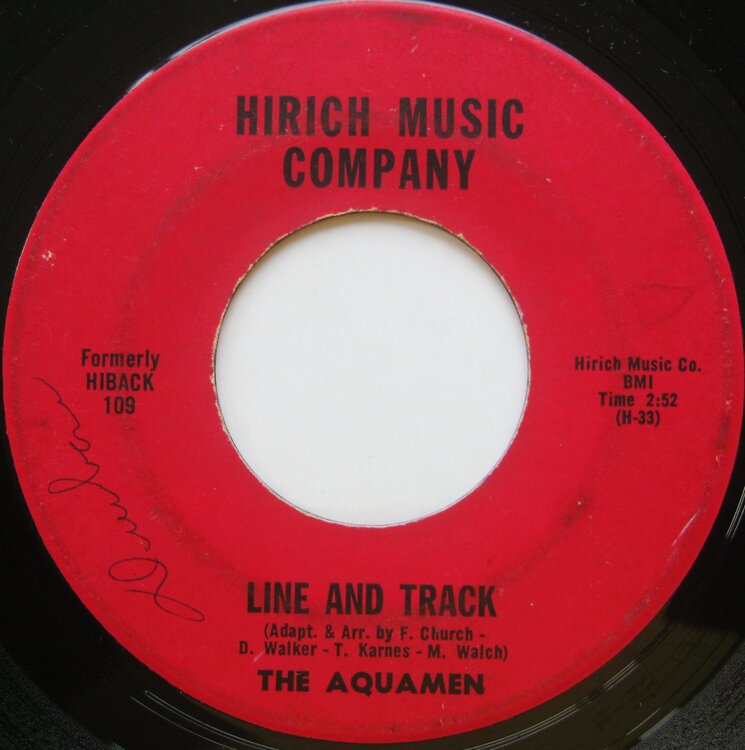 HIRICH MUSIC
COMPANY
Formerly
HIBACK
109
Hirich Music Co.
BMI
Time 2:52
(H-33)
LINE AND TRACK
(Adapt. & Arr. by F. Church -
D. Walker - T. Karnes - M. Walch)
THE AQUAMEN